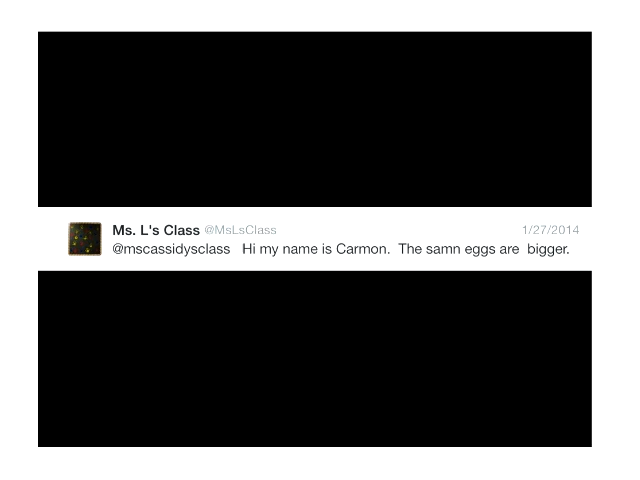 Ms. L's Class @MsLsClass 1/27/2014
@mscassidysclass Hi my name is Carmon. The samn eggs are bigger.